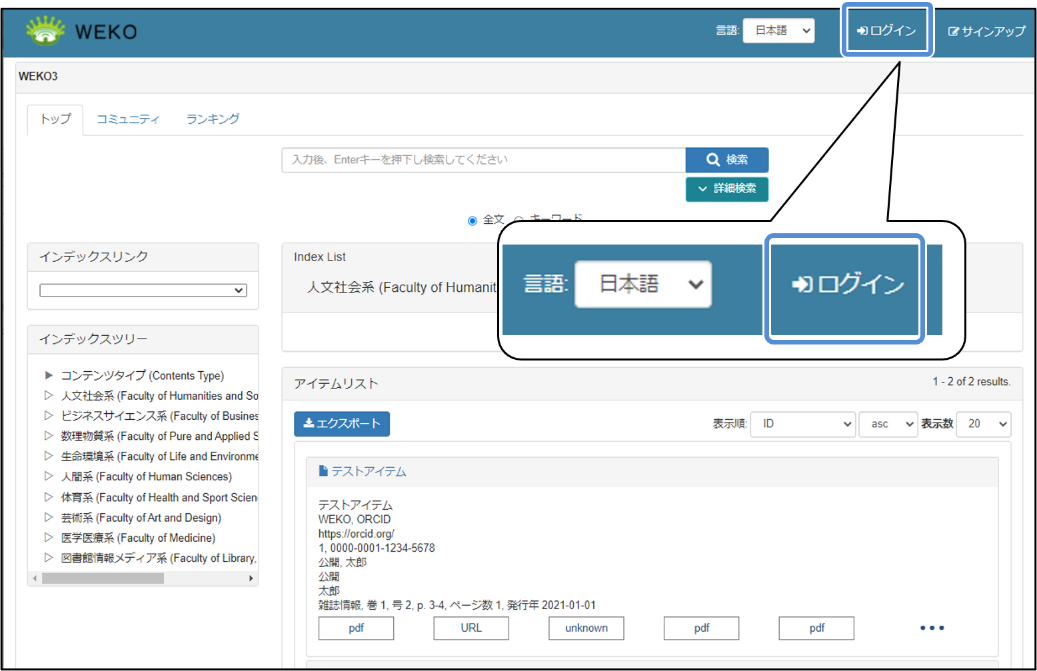 WEKO
言語: 日本語
ログイン
サインアップ
WEKO3
トップ
コミュニティ
ランキング
入力後、Enterキーを押下し検索してください
検索
詳細検索
全文
キーワード
インデックスリンク
インデックスツリー
コンテンツタイプ (Contents Type)
人文社会系 (Faculty of Humanities and So
ビジネスサイエンス系 (Faculty of Busines
数理物質系 (Faculty of Pure and Applied S
生命環境系 (Faculty of Life and Environme
人間系 (Faculty of Human Sciences)
体育系 (Faculty of Health and Sport Scien
芸術系 (Faculty of Art and Design)
医学医療系 (Faculty of Medicine)
図書館情報メディア系 (Faculty of Library,
Index List
人文社会系 (Faculty of Humanit
言語: 日本語
ログイン
アイテムリスト
1 - 2 of 2 results.
エクスポート
表示順: ID asc 表示数 20
テストアイテム
テストアイテム
WEKO, ORCID
https://orcid.org/
1, 0000-0001-1234-5678
公開, 太郎
公開
太郎
雑誌情報, 巻 1, 号 2, p. 3-4, ページ数 1, 発行年 2021-01-01
pdf URL unknown pdf pdf